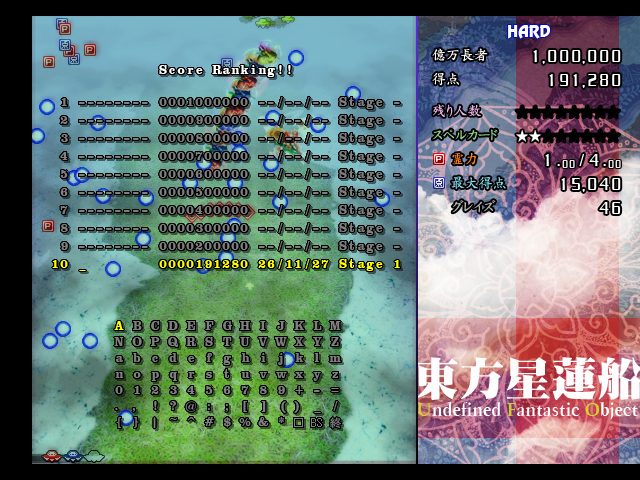 Score Ranking!!
1 -------- 0001000000 --/--/-- Stage -
2 -------- 0000900000 --/--/-- Stage -
3 -------- 0000800000 --/--/-- Stage -
4 -------- 0000700000 --/--/-- Stage -
5 -------- 0000600000 --/--/-- Stage -
6 -------- 0000500000 --/--/-- Stage -
7 -------- 0000400000 --/--/-- Stage -
8 -------- 0000300000 --/--/-- Stage -
9 -------- 0000200000 --/--/-- Stage -
10 _ 0000191280 26/11/27 Stage 1
A B C D E F G H I J K L M
N O P Q R S T U V W X Y Z
a b c d e f g h i j k l m
n o p q r s t u v w x y z
0 1 2 3 4 5 6 7 8 9 + - =
. , ! ? @ : ; [ ] ( ) _ /
{ } | ~ ^ # $ % & * □ BS 終
HARD
億万長者 1,000,000
得点 191,280
残り人数 ★★★★★★★★★
スペルカード ★★★★★★★★
P 霊力 1.00/4.00
点 最大得点 15,040
グレイズ 46
東方星蓮船
Undefined Fantastic Object